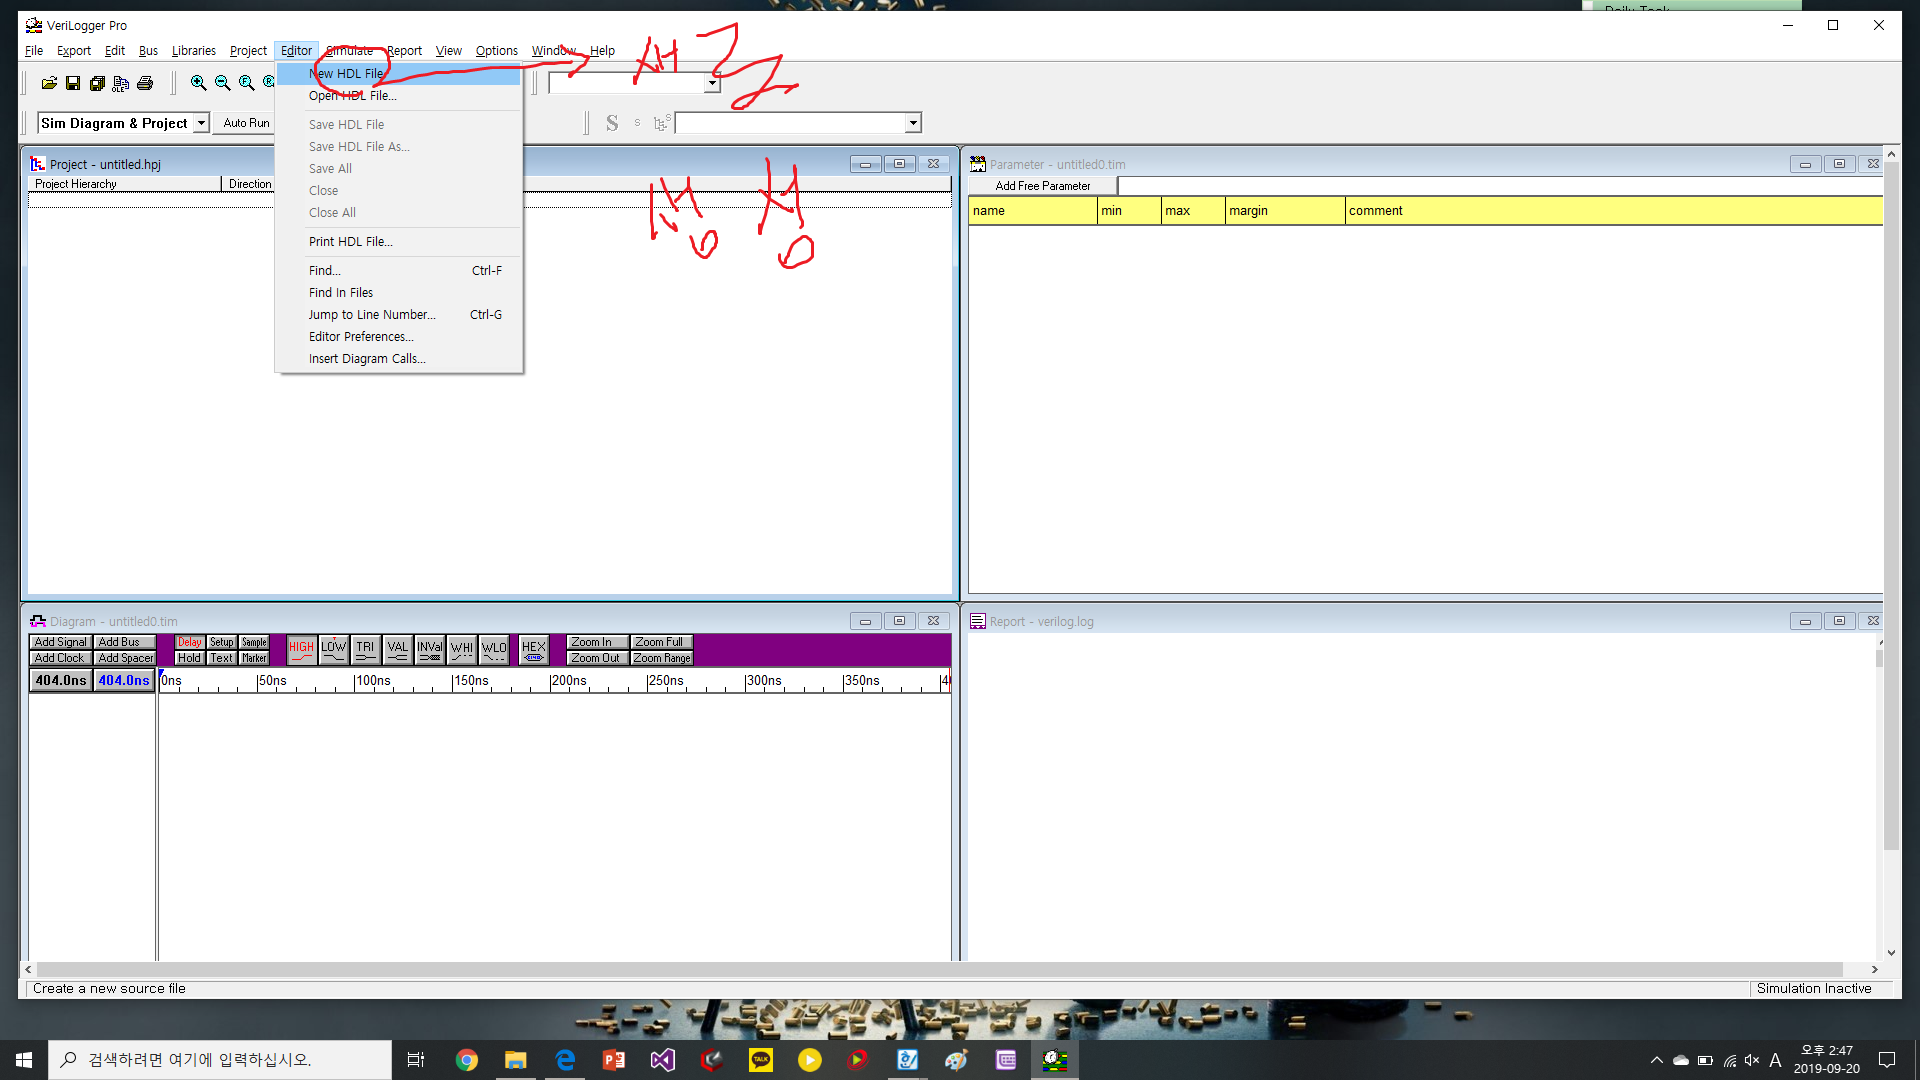 Daily Task
VeriLogger Pro
File Export Edit Bus Libraries Project Editor Simulate Report View Options Window Help
New HDL File
Open HDL File...
Save HDL File
Save HDL File As...
Save All
Close
Close All
Print HDL File...
Find... Ctrl-F
Find In Files
Jump to Line Number... Ctrl-G
Editor Preferences...
Insert Diagram Calls...
새 파일
생성
Sim Diagram & Project Auto Run
S s
Project - untitled.hpj
Project Hierarchy Direction
Parameter - untitled0.tim
Add Free Parameter
name min max margin comment
Diagram - untitled0.tim
Add Signal Add Bus Delay Setup Sample HIGH LOW TRI VAL INVal WHI WLO HEX Zoom In Zoom Full
Add Clock Add Spacer Hold Text Marker Zoom Out Zoom Range
404.0ns 404.0ns 0ns 50ns 100ns 150ns 200ns 250ns 300ns 350ns
Report - verilog.log
Create a new source file
Simulation Inactive
검색하려면 여기에 입력하십시오.
TALK
A
오후 2:47
2019-09-20